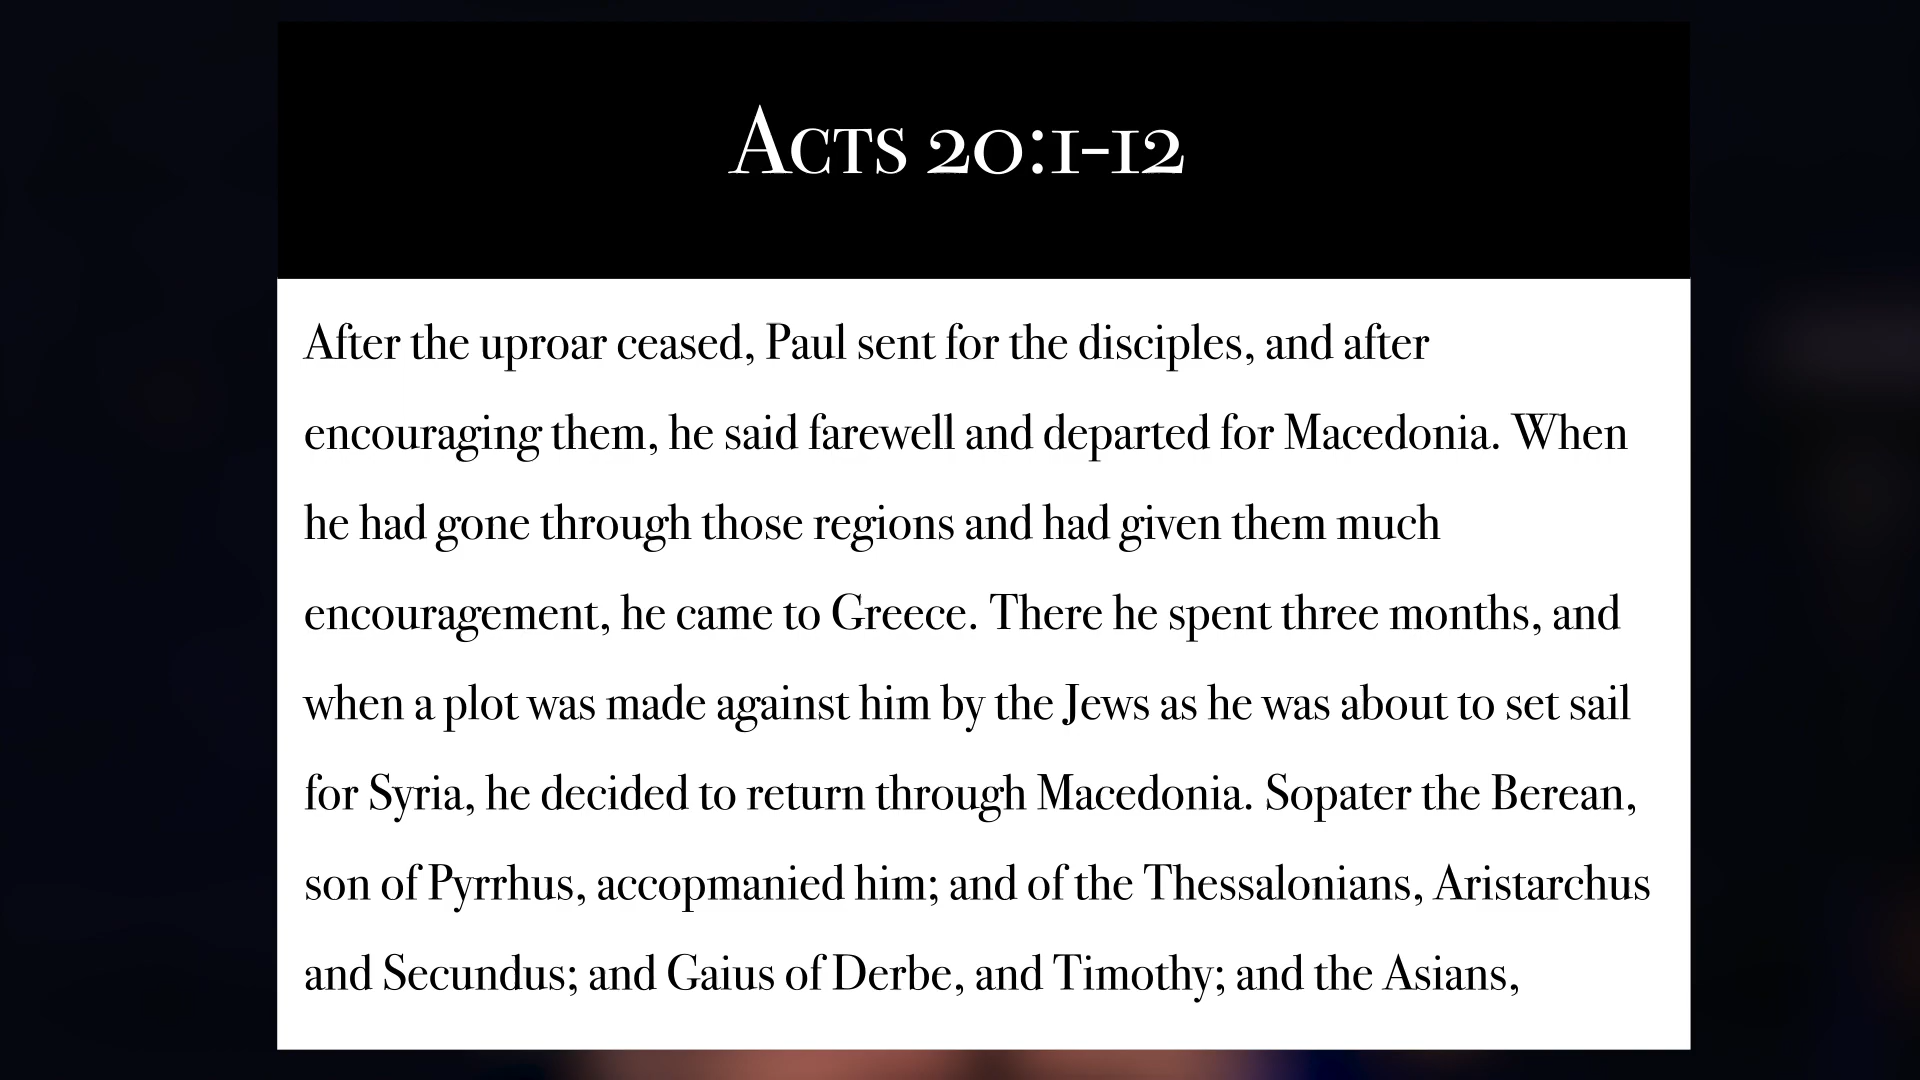 Acts 20:1-12
After the uproar ceased, Paul sent for the disciples, and after
encouraging them, he said farewell and departed for Macedonia. When
he had gone through those regions and had given them much
encouragement, he came to Greece. There he spent three months, and
when a plot was made against him by the Jews as he was about to set sail
for Syria, he decided to return through Macedonia. Sopater the Berean,
son of Pyrrhus, accopmanied him; and of the Thessalonians, Aristarchus
and Secundus; and Gaius of Derbe, and Timothy; and the Asians,